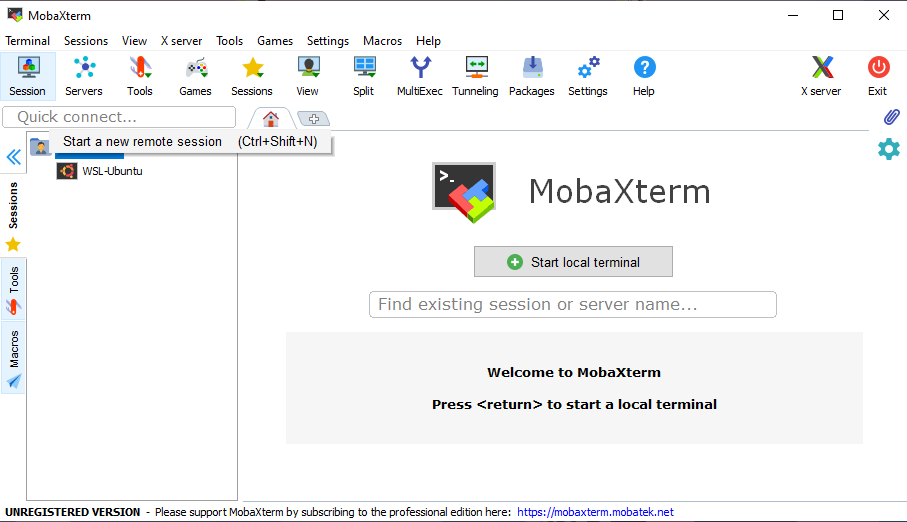 MobaXterm
Terminal Sessions View X server Tools Games Settings Macros Help
Session Servers Tools Games Sessions View Split MultiExec Tunneling Packages Settings Help X server Exit
Quick connect...
Start a new remote session (Ctrl+Shift+N)
WSL-Ubuntu
Sessions
Tools
Macros
>_
MobaXterm
Start local terminal
Find existing session or server name...
Welcome to MobaXterm
Press <return> to start a local terminal
UNREGISTERED VERSION - Please support MobaXterm by subscribing to the professional edition here: https://mobaxterm.mobatek.net